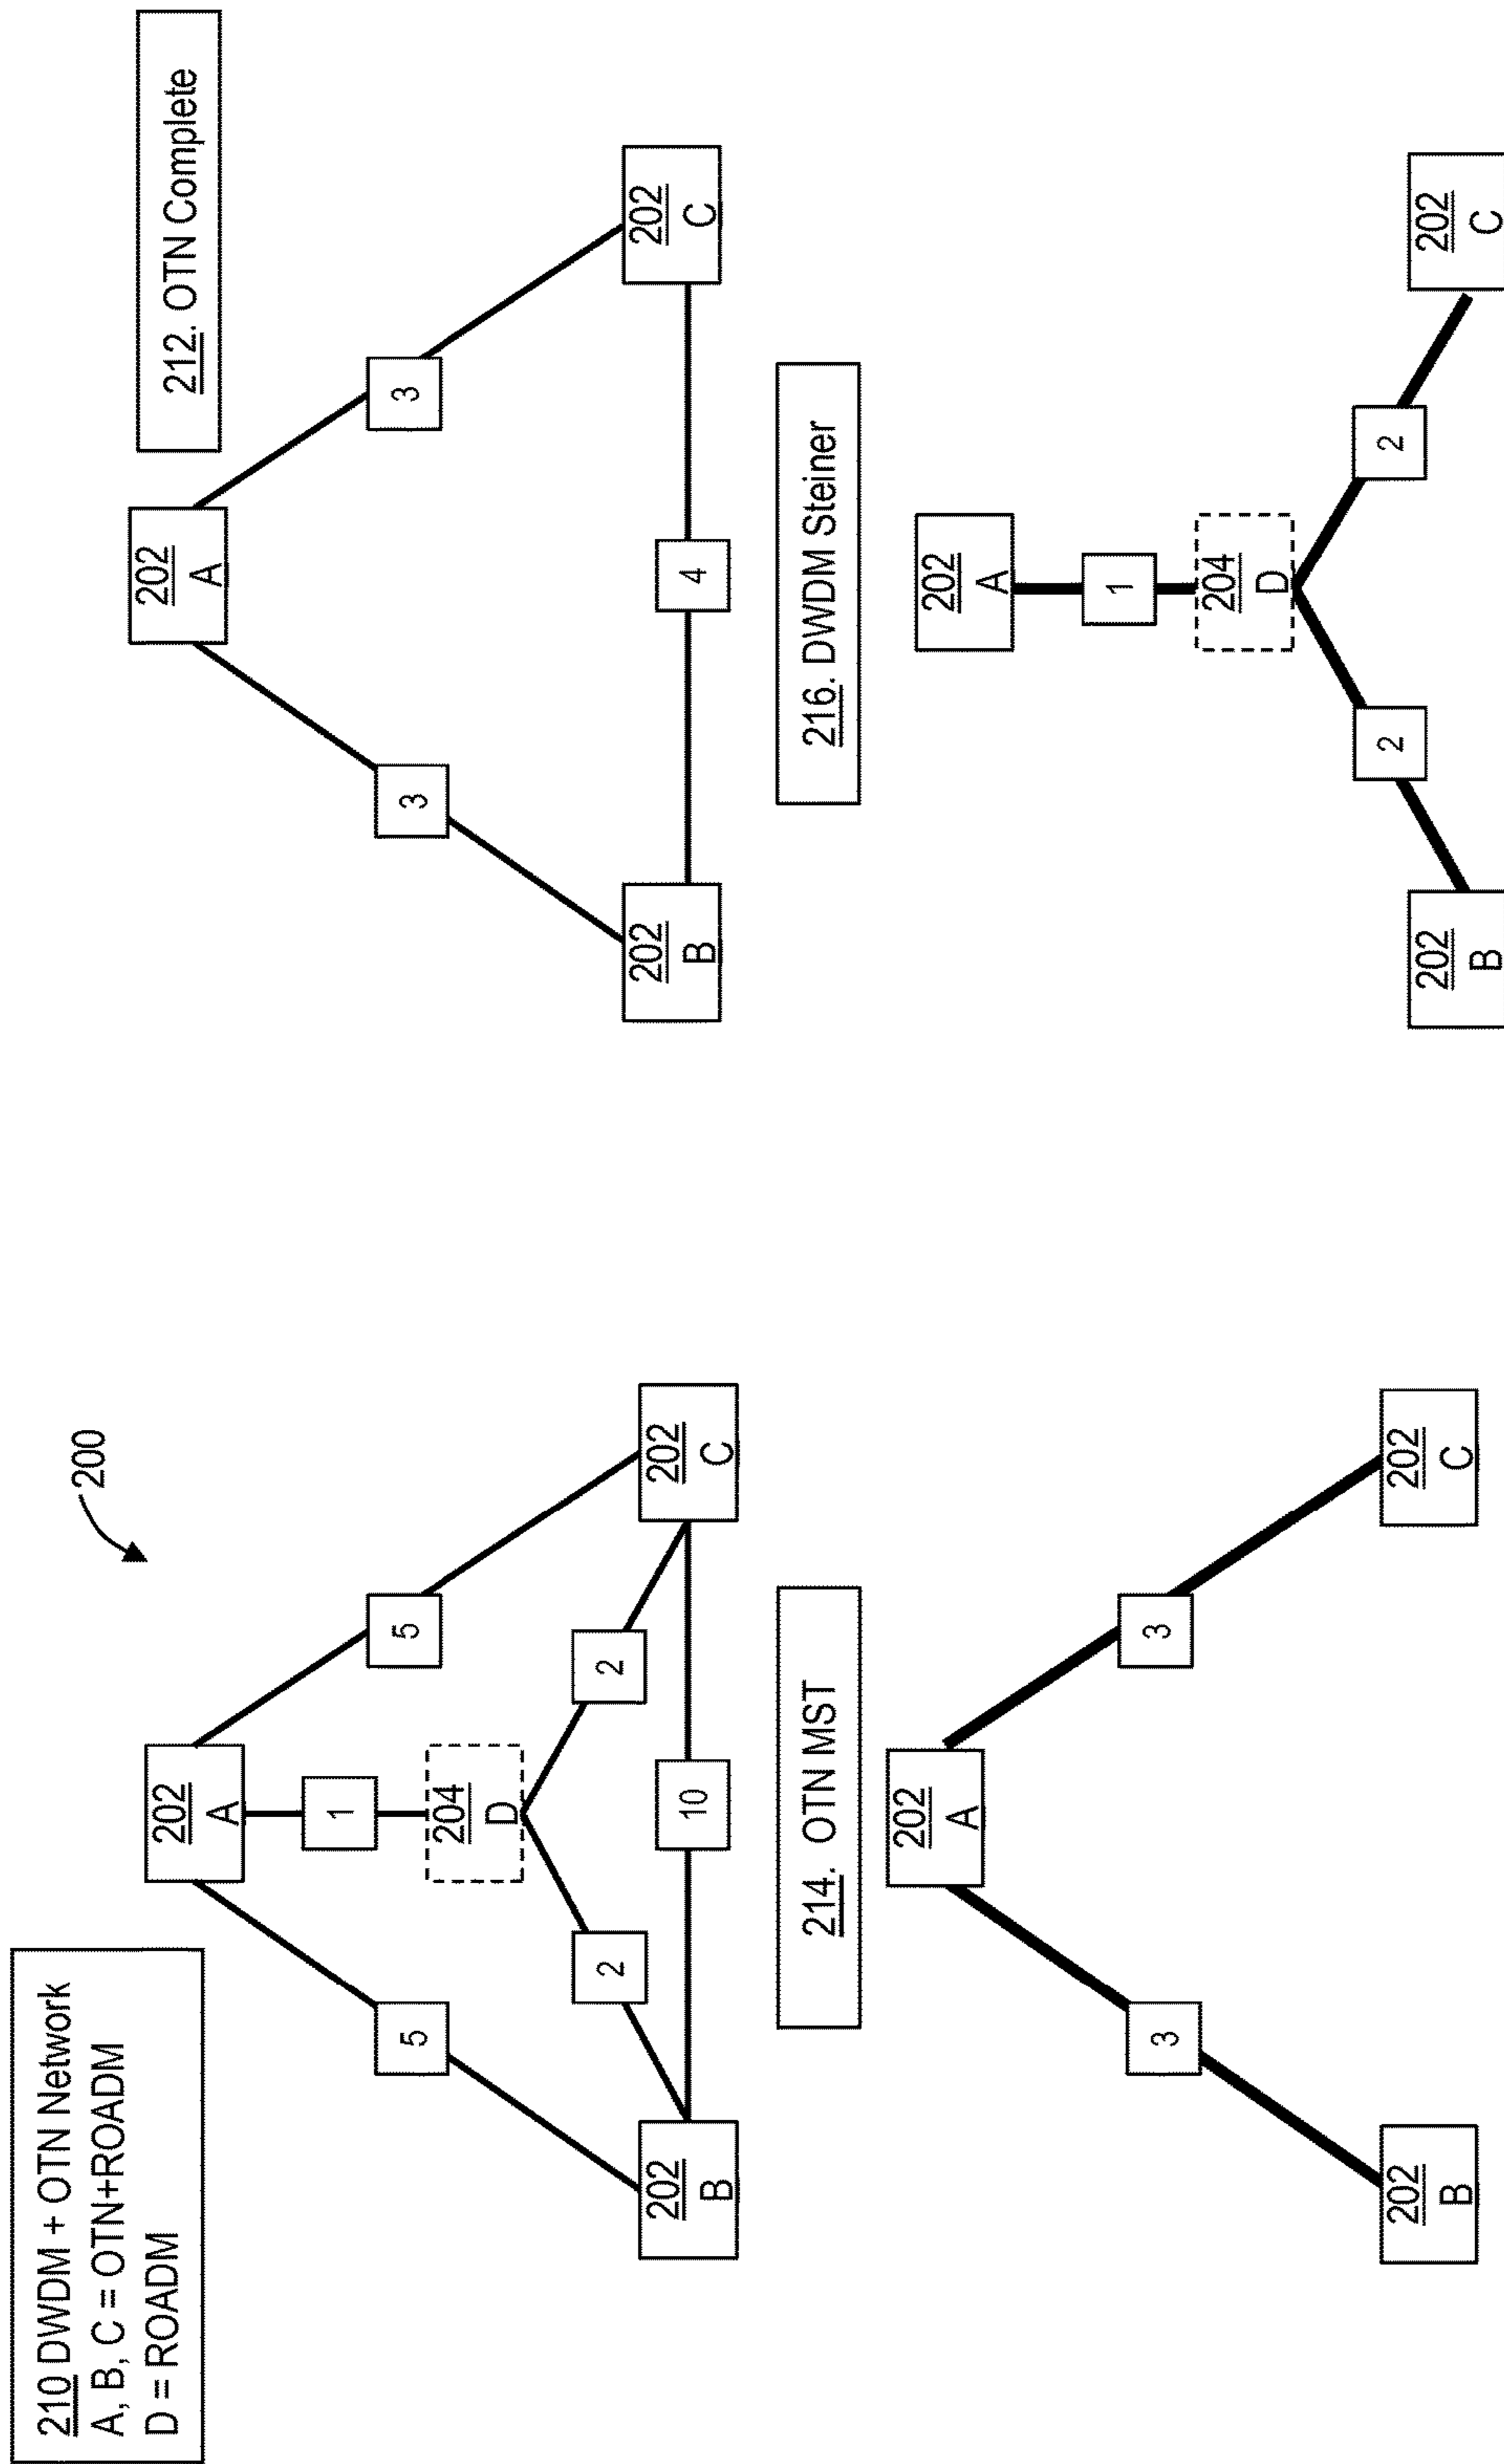 200
210 DWDM + OTN Network
A, B, C = OTN+ROADM
D = ROADM
202
A
5
5
1
204
D
2
2
10
202
B
202
C
212. OTN Complete
202
A
3
3
4
202
B
202
C
214. OTN MST
202
A
3
3
202
B
202
C
216. DWDM Steiner
202
A
1
204
D
2
2
202
B
202
C